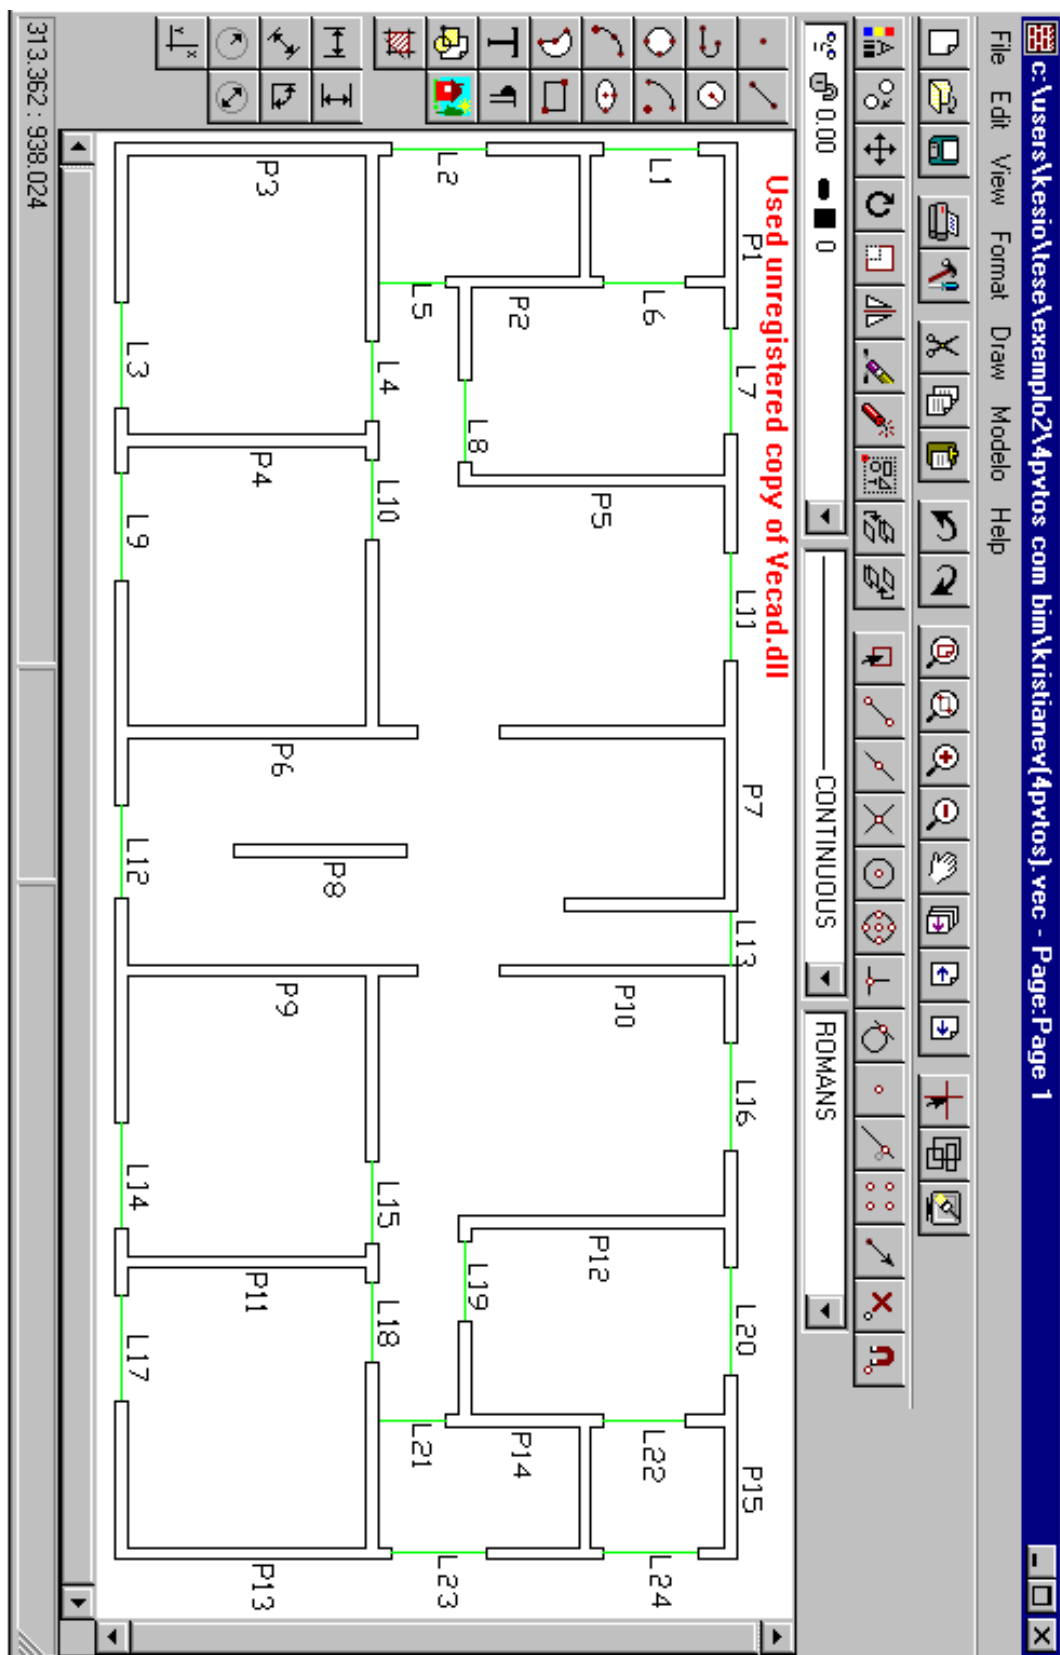 c:\users\kesio\tese\exemplo2\4pvtos com bim\kristianev(4pvtos).vec - Page:Page 1
File Edit View Format Draw Modelo Help
0.00 0 CONTINUOUS ROMANS
Used unregistered copy of Vecad.dll
P1 P7 P15
L1 L7 L11 L13 L16 L20 L24
L6 P5 P10 P12 L22
L2 P2 P14
L5 L8 L19 L21 L23
L4 L10 L15 L18
P8
P3 P4 P6 P9 P11 P13
L3 L9 L12 L14 L17
313.362 : 938.024